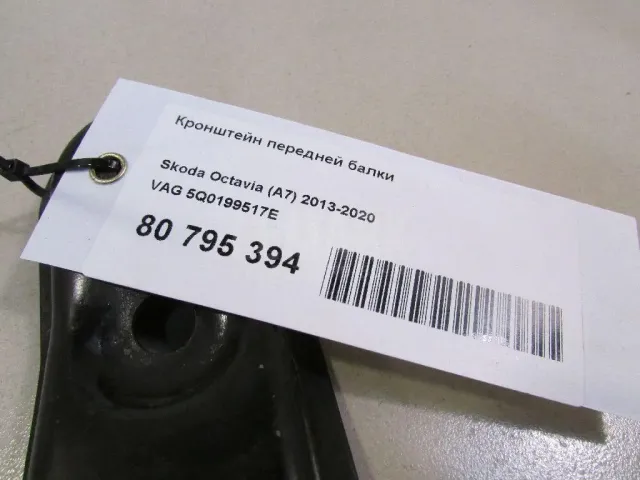 Кронштейн передней балки
Skoda Octavia (A7) 2013-2020
VAG 5Q0199517E
80 795 394